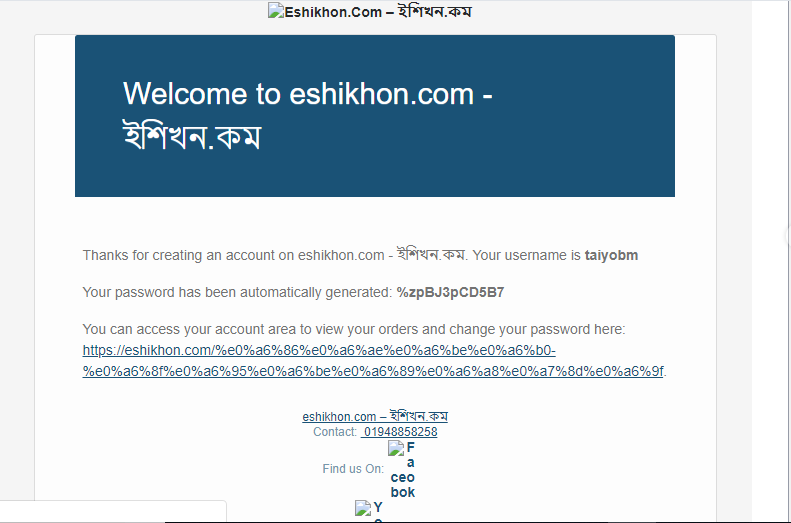 Eshikhon.Com – ইশিখন.কম
Welcome to eshikhon.com -
ইশিখন.কম
Thanks for creating an account on eshikhon.com - ইশিখন.কম. Your username is taiyobm
Your password has been automatically generated: %zpBJ3pCD5B7
You can access your account area to view your orders and change your password here:
https://eshikhon.com/%e0%a6%86%e0%a6%ae%e0%a6%be%e0%a6%b0-
%e0%a6%8f%e0%a6%95%e0%a6%be%e0%a6%89%e0%a6%a8%e0%a7%8d%e0%a6%9f.
eshikhon.com – ইশিখন.কম
Contact: 01948858258
Find us On:
F
a
ceo
bok
Y